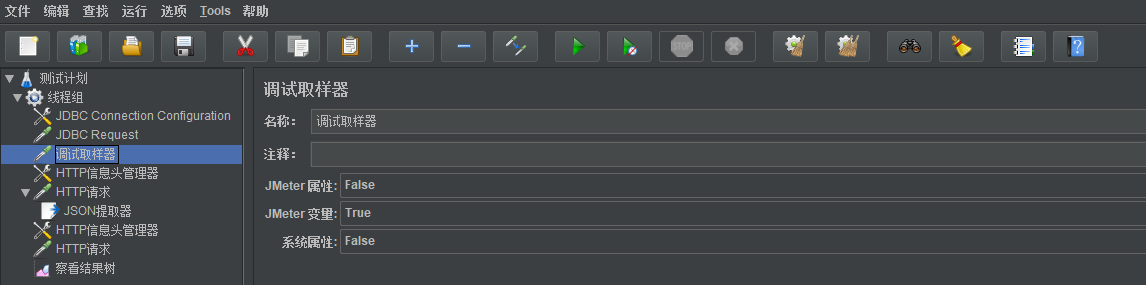 文件 编辑 查找 运行 选项 Tools 帮助
STOP
测试计划
线程组
JDBC Connection Configuration
JDBC Request
调试取样器
HTTP信息头管理器
HTTP请求
JSON提取器
HTTP信息头管理器
HTTP请求
察看结果树
调试取样器
名称： 调试取样器
注释：
JMeter 属性: False
JMeter 变量: True
系统属性: False